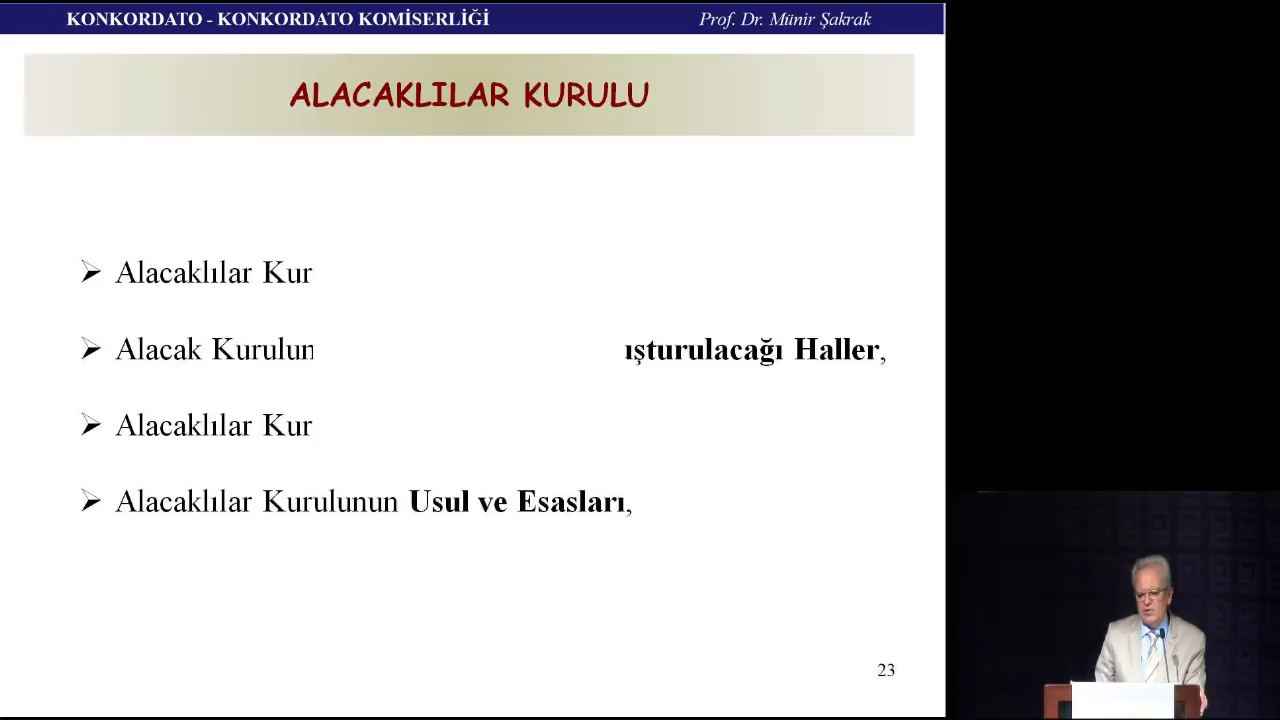 KONKORDATO - KONKORDATO KOMİSERLİĞİ Prof. Dr. Münir Şakrak
ALACAKLILAR KURULU
Alacaklılar Kur
Alacak Kurulun ışturulacağı Haller,
Alacaklılar Kur
Alacaklılar Kurulunun Usul ve Esasları,
23